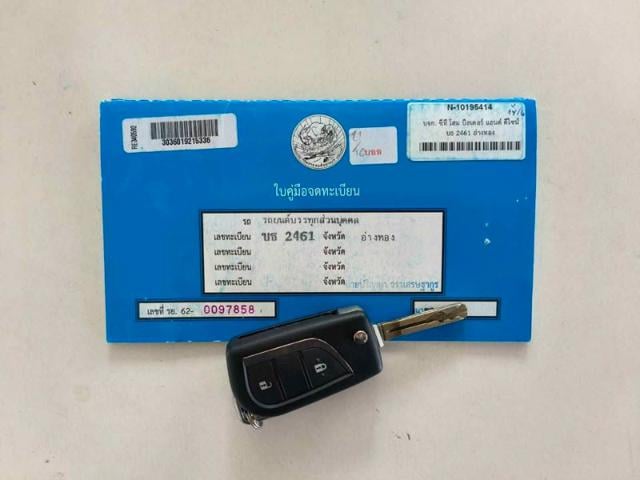 RE340500
3036019215336
N-10195414
บจก. ซีที โฮม บิลเดอร์ แอนด์ ดีไซน์
บธ 2461 อ่างทอง
ใบคู่มือจดทะเบียน
รถ รถยนต์บรรทุกส่วนบุคคล
เลขทะเบียน บธ 2461 จังหวัด อ่างทอง
เลขทะเบียน จังหวัด
เลขทะเบียน จังหวัด
เลขทะเบียน จังหวัด
เลขที่ รย. 62- 0097858